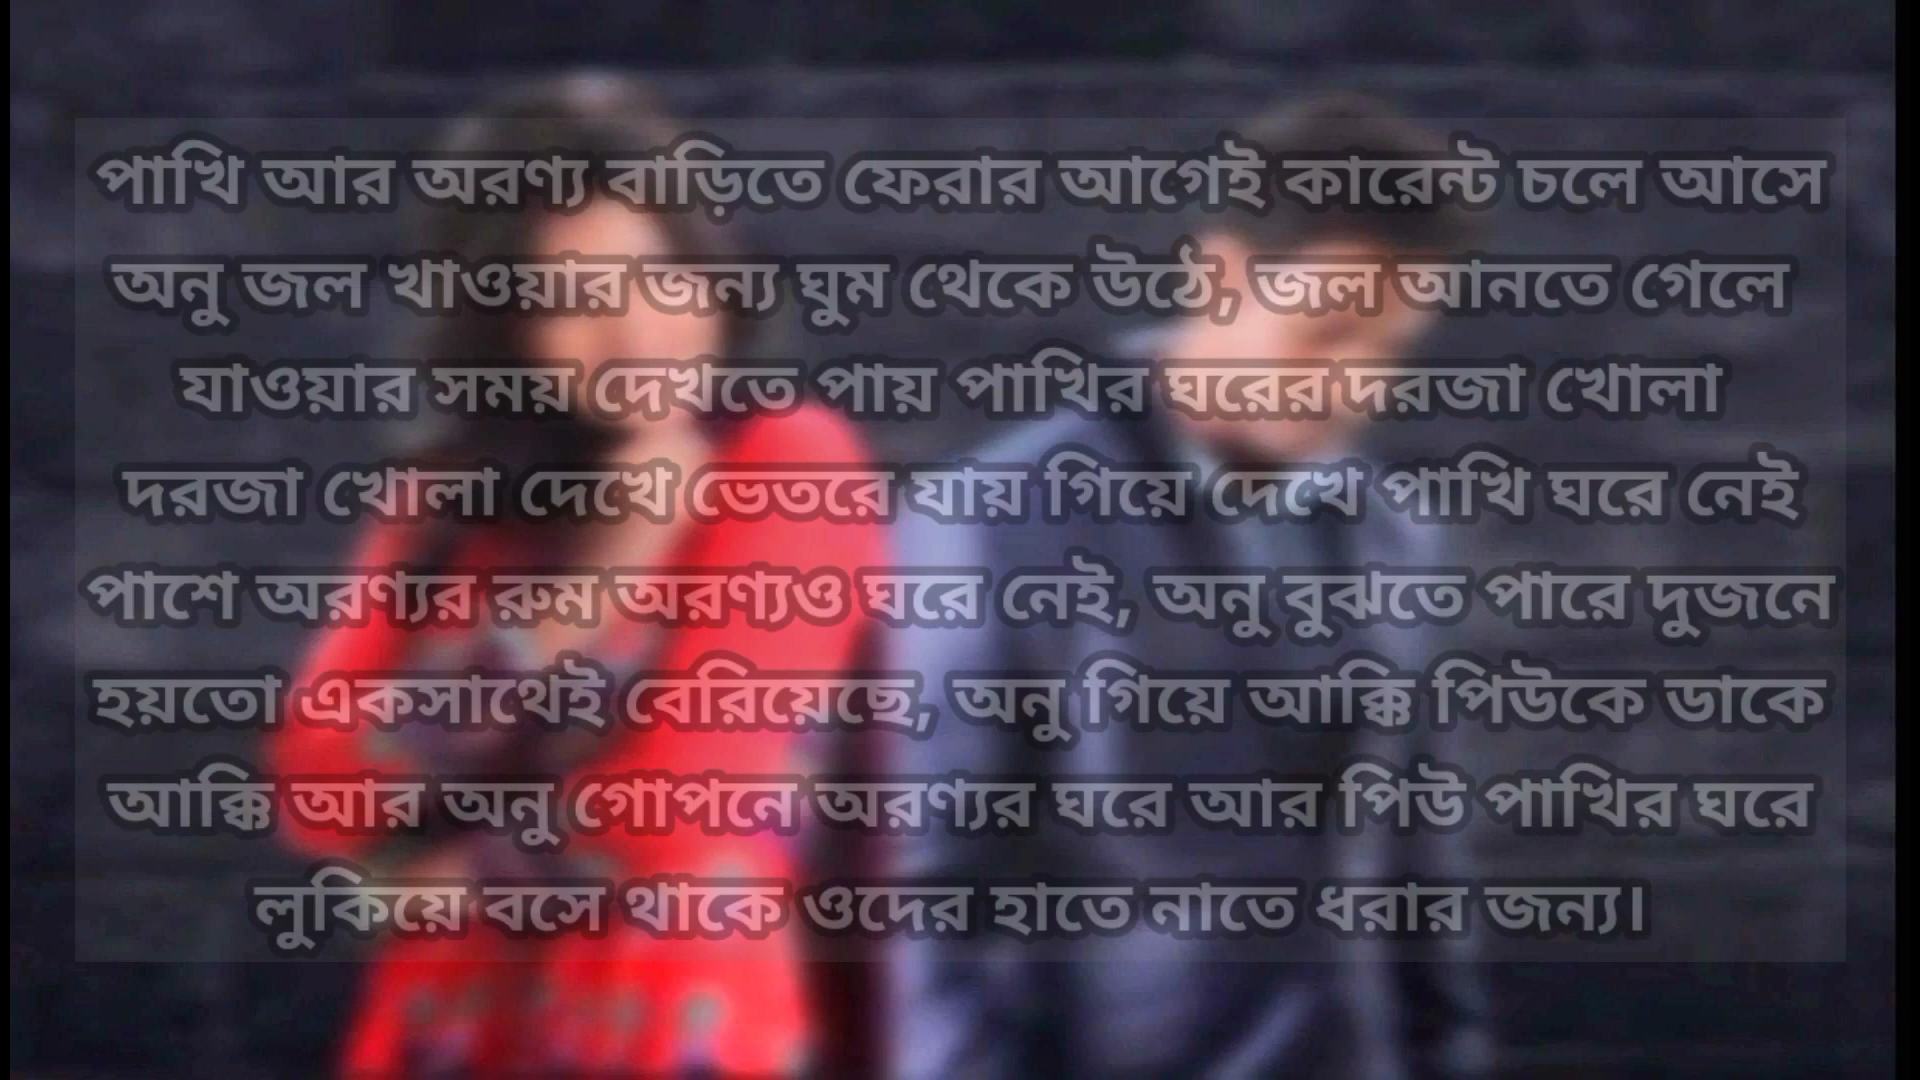 পাখি আর অরণ্য বাড়িতে ফেরার আগেই কারেন্ট চলে আসে
অনু জল খাওয়ার জন্য ঘুম থেকে উঠে, জল আনতে গেলে
যাওয়ার সময় দেখতে পায় পাখির ঘরের দরজা খোলা
দরজা খোলা দেখে ভেতরে যায় গিয়ে দেখে পাখি ঘরে নেই
পাশে অরণ্যর রুম অরণ্যও ঘরে নেই, অনু বুঝতে পারে দুজনে
হয়তো একসাথেই বেরিয়েছে, অনু গিয়ে আক্কি পিউকে ডাকে
আক্কি আর অনু গোপনে অরণ্যর ঘরে আর পিউ পাখির ঘরে
লুকিয়ে বসে থাকে ওদের হাতে নাতে ধরার জন্য।